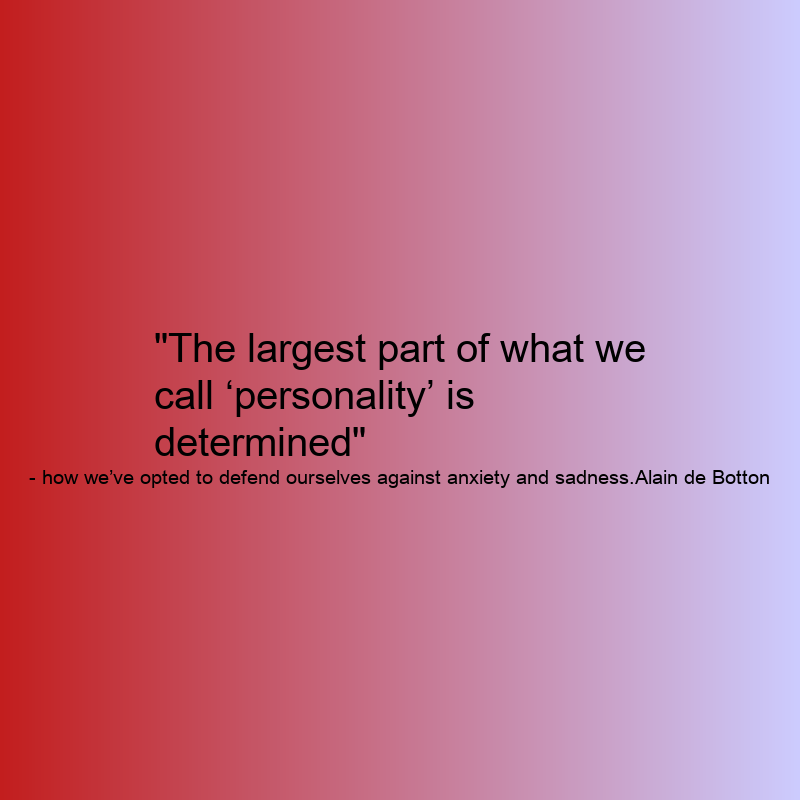 "The largest part of what we
call ‘personality’ is
determined"
- how we’ve opted to defend ourselves against anxiety and sadness.Alain de Botton